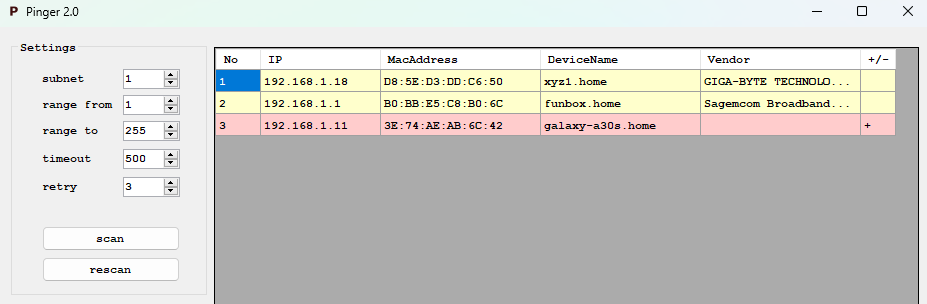 P Pinger 2.0
Settings
subnet 1
range from 1
range to 255
timeout 500
retry 3
scan
rescan
No IP MacAddress DeviceName Vendor +/-
1 192.168.1.18 D8:5E:D3:DD:C6:50 xyz1.home GIGA-BYTE TECHNOLO...
2 192.168.1.1 B0:BB:E5:C8:B0:6C funbox.home Sagemcom Broadband...
3 192.168.1.11 3E:74:AE:AB:6C:42 galaxy-a30s.home +